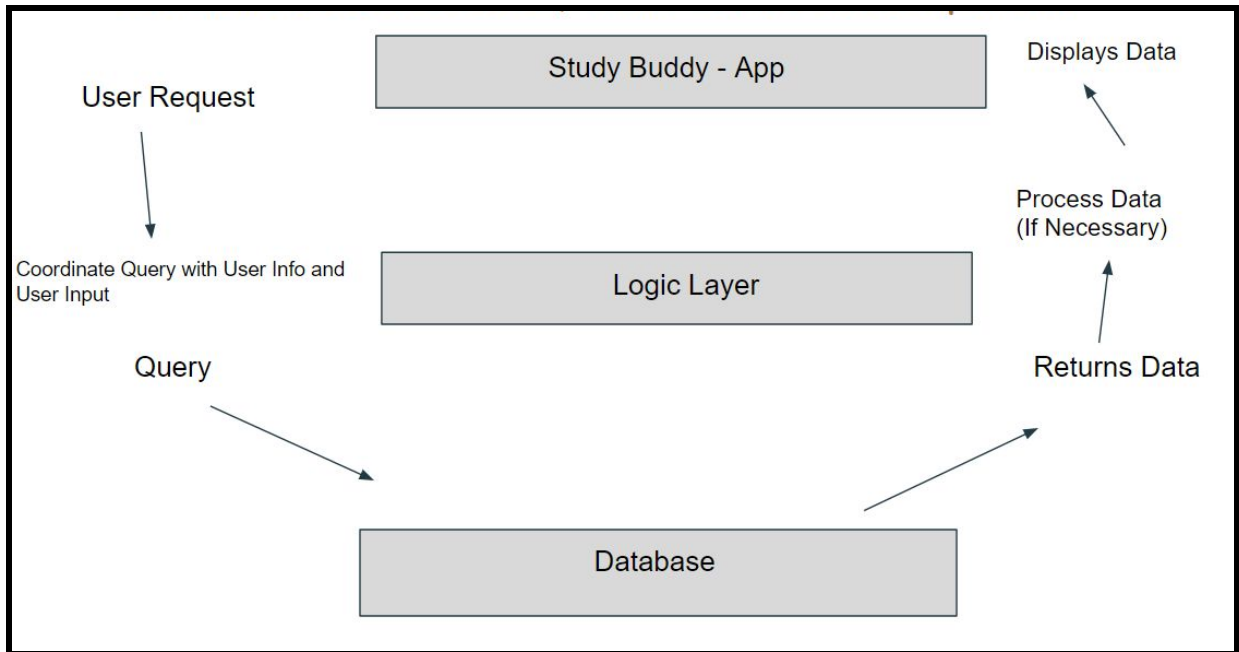 Study Buddy - App
Displays Data
User Request
Process Data
(If Necessary)
Coordinate Query with User Info and
User Input
Logic Layer
Query
Returns Data
Database